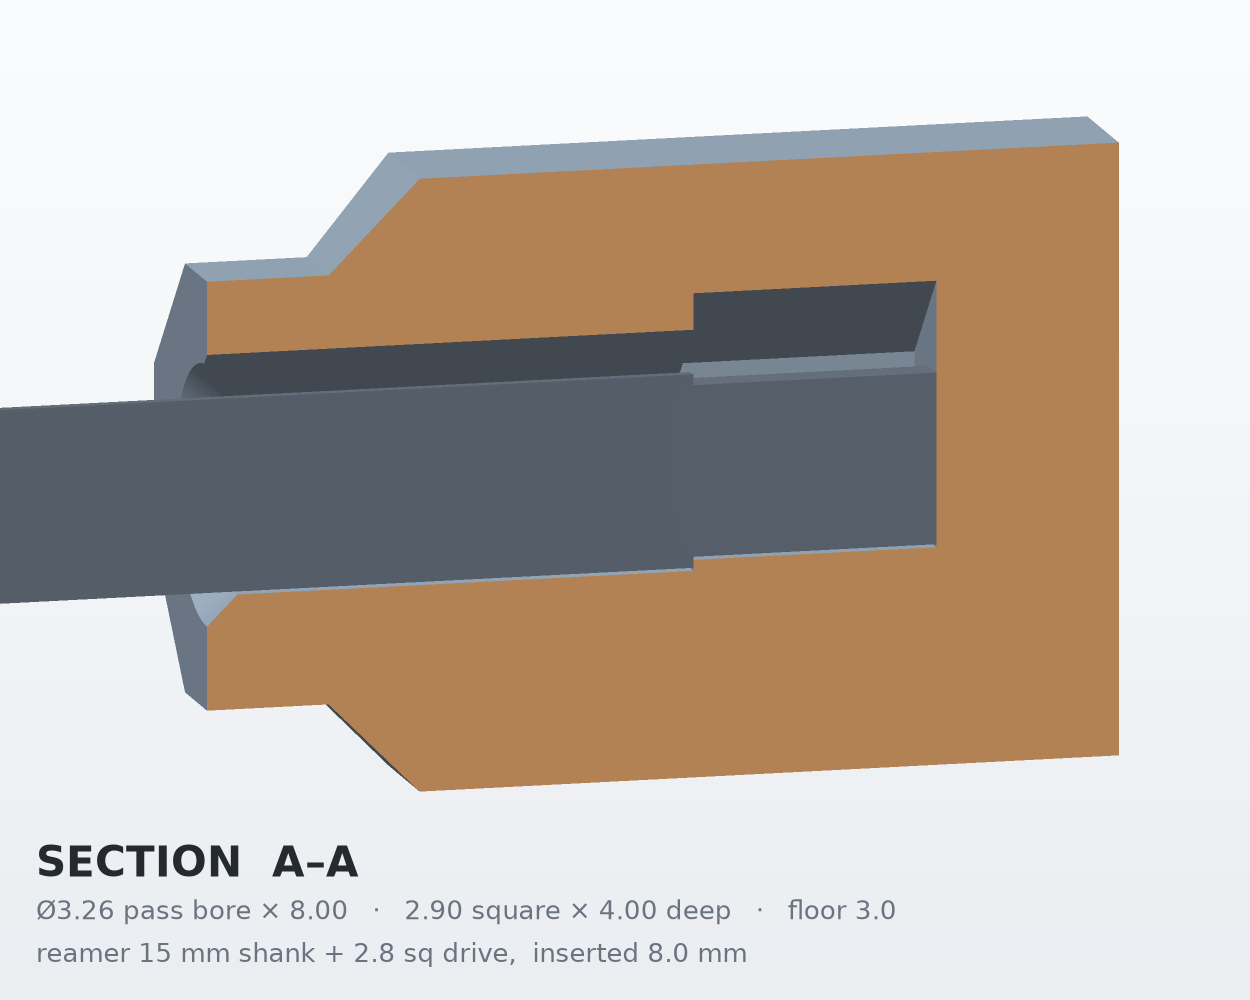 SECTION A–A
Ø3.26 pass bore × 8.00 · 2.90 square × 4.00 deep · floor 3.0
reamer 15 mm shank + 2.8 sq drive, inserted 8.0 mm